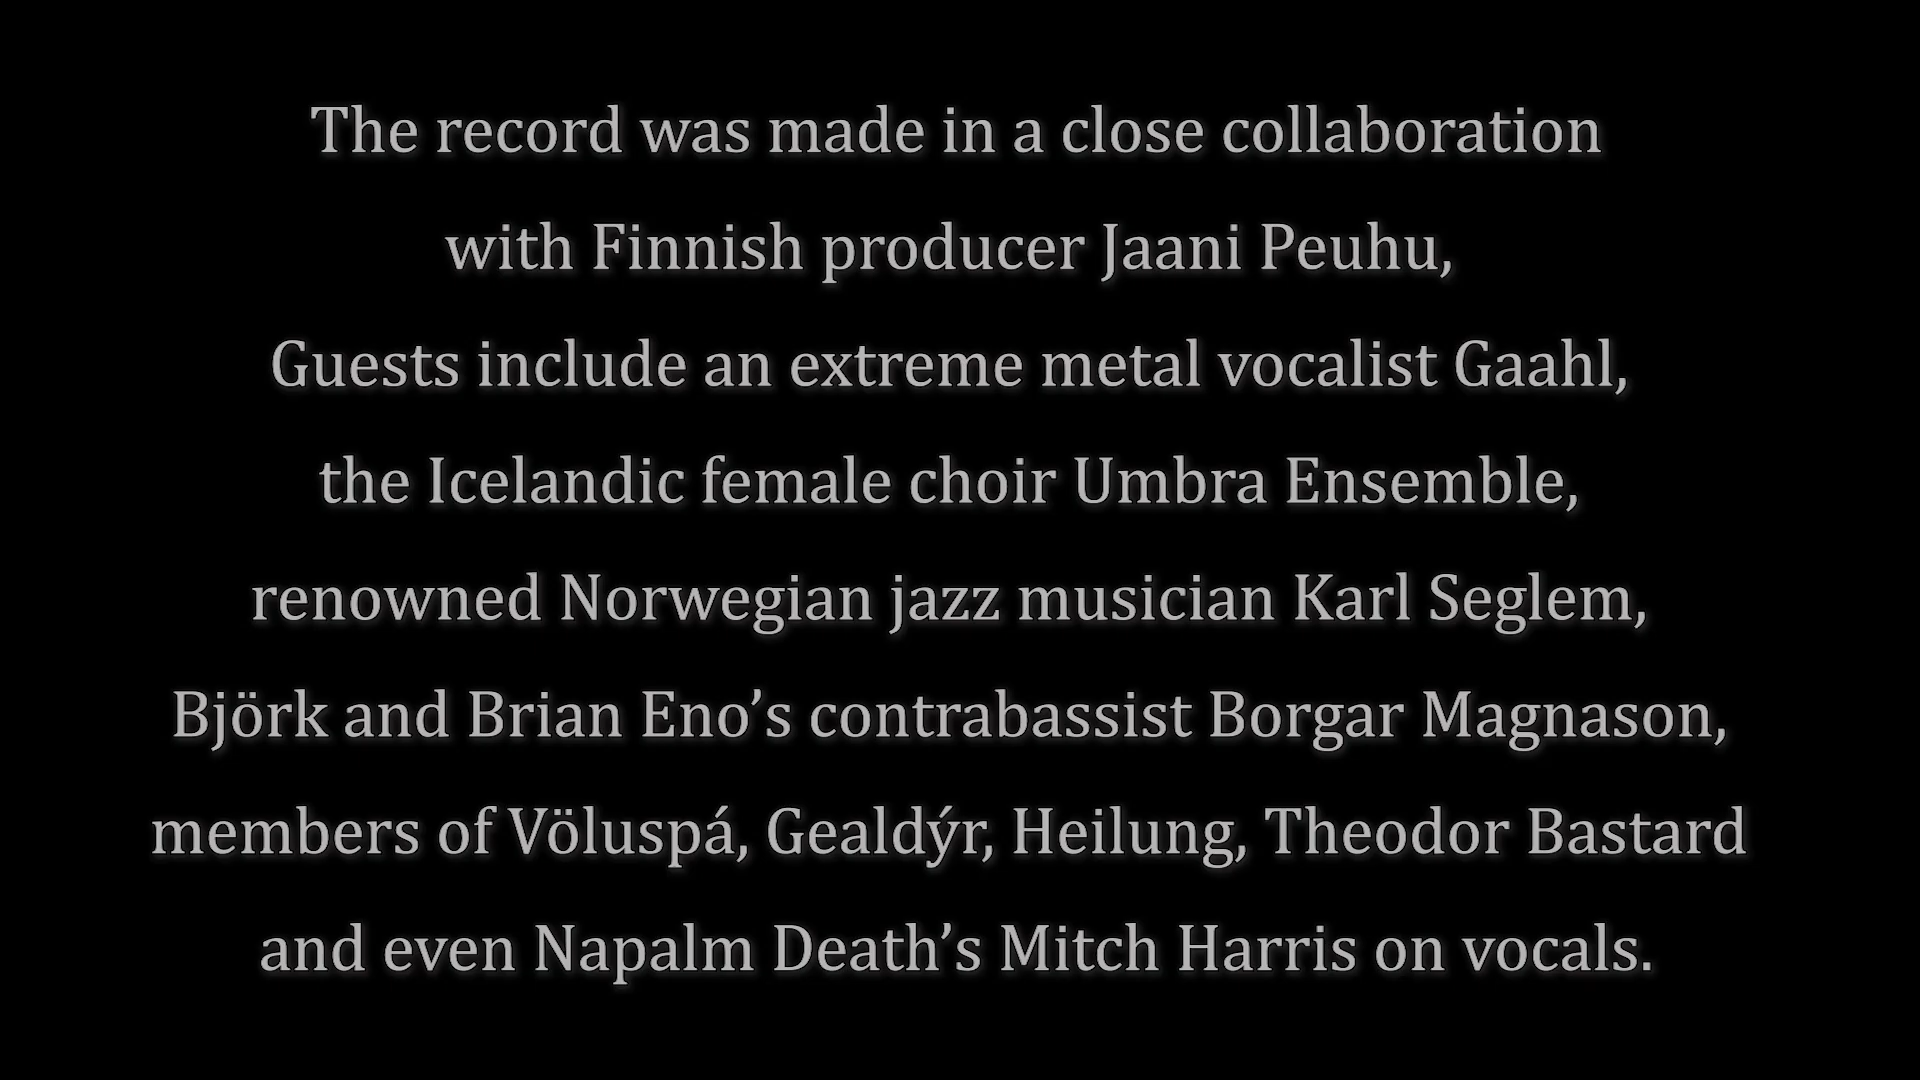 The record was made in a close collaboration
with Finnish producer Jaani Peuhu,
Guests include an extreme metal vocalist Gaahl,
the Icelandic female choir Umbra Ensemble,
renowned Norwegian jazz musician Karl Seglem,
Björk and Brian Eno’s contrabassist Borgar Magnason,
members of Völuspá, Gealdýr, Heilung, Theodor Bastard
and even Napalm Death’s Mitch Harris on vocals.